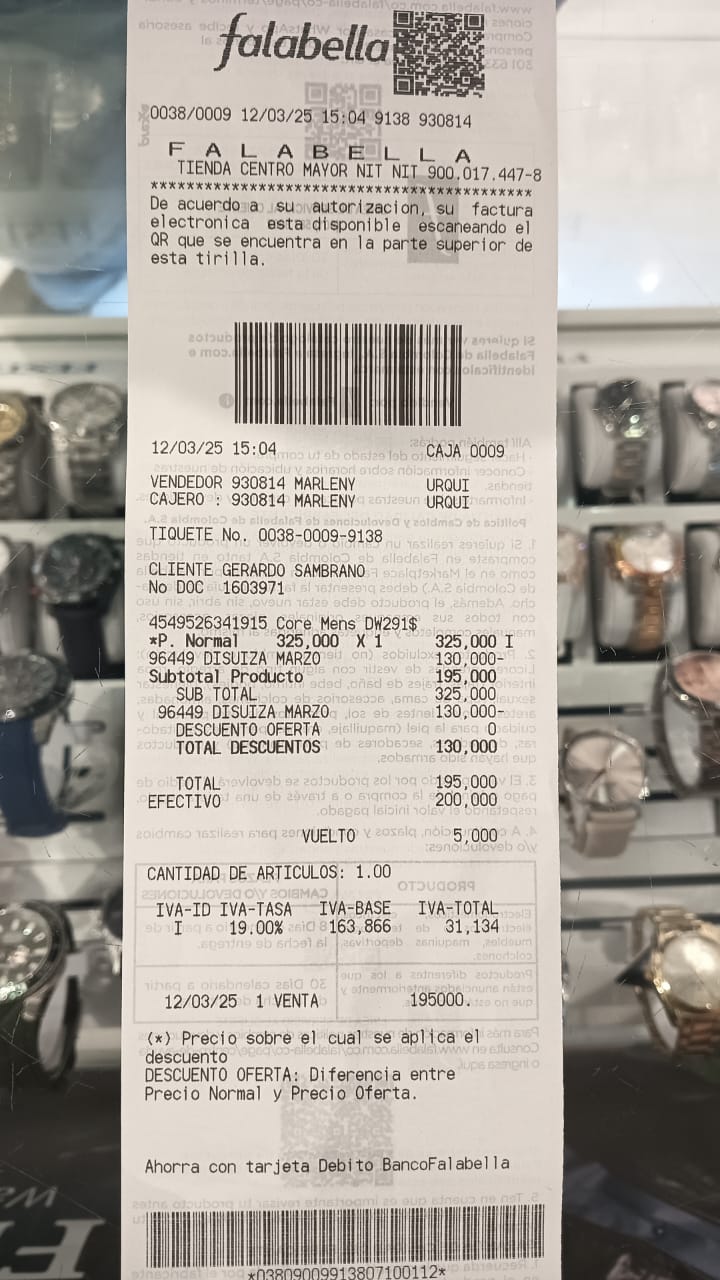 falabella
0038/0009 12/03/25 15:04 9138 930814
F A L A B E L L A
TIENDA CENTRO MAYOR NIT NIT 900.017.447-8
******************************************
De acuerdo a su autorizacion, su factura
electronica esta disponible escaneando el
QR que se encuentra en la parte superior de
esta tirilla.
12/03/25 15:04 CAJA 0009
VENDEDOR 930814 MARLENY URQUI
CAJERO : 930814 MARLENY URQUI
TIQUETE No. 0038-0009-9138
CLIENTE GERARDO SAMBRANO
No DOC 1603971
4549526341915 Core Mens DW291$
*P. Normal 325,000 X 1 325,000 I
96449 DISUIZA MARZO 130,000-
Subtotal Producto 195,000
SUB TOTAL 325,000
96449 DISUIZA MARZO 130,000-
DESCUENTO OFERTA
TOTAL DESCUENTOS 130,000
TOTAL 195,000
EFECTIVO 200,000
VUELTO 5,000
CANTIDAD DE ARTICULOS: 1.00
IVA-ID IVA-TASA IVA-BASE IVA-TOTAL
I 19.00% 163,866 31,134
12/03/25 1 VENTA 195000.
(*) Precio sobre el cual se aplica el
descuento
DESCUENTO OFERTA: Diferencia entre
Precio Normal y Precio Oferta.
Ahorra con tarjeta Debito BancoFalabella
*03809009913807100112*